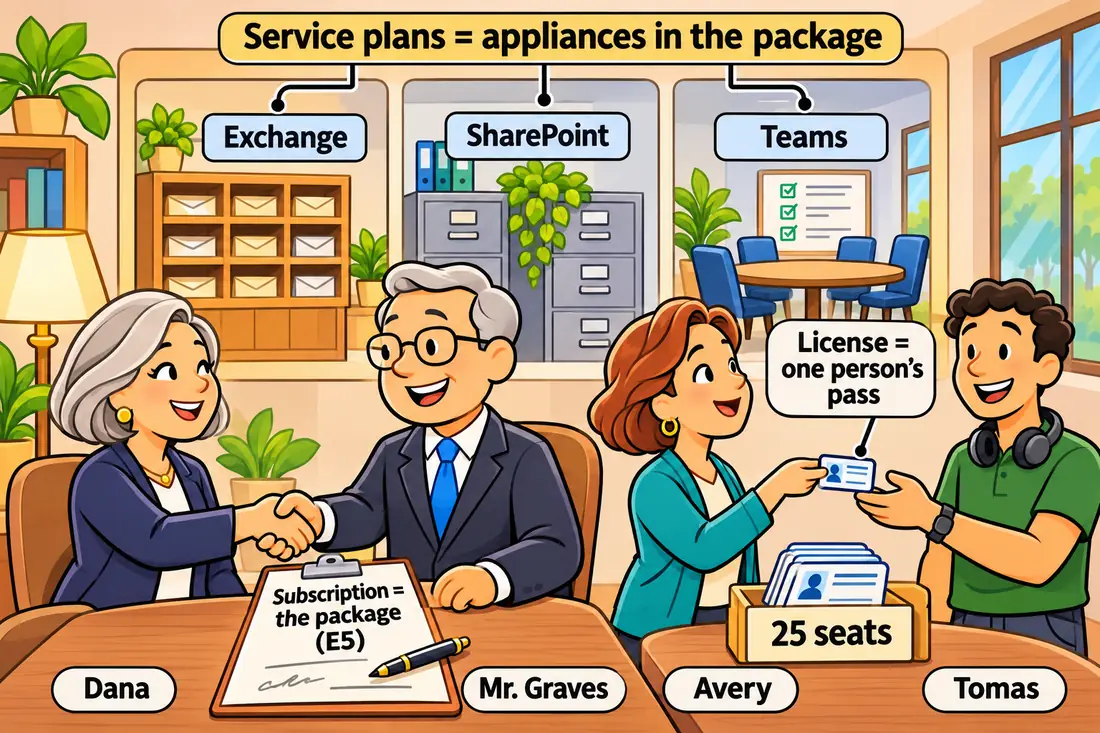 Service plans = appliances in the package
Exchange
SharePoint
Teams
License =
one person's
pass
Subscription =
the package
(E5)
25 seats
Dana
Mr. Graves
Avery
Tomas